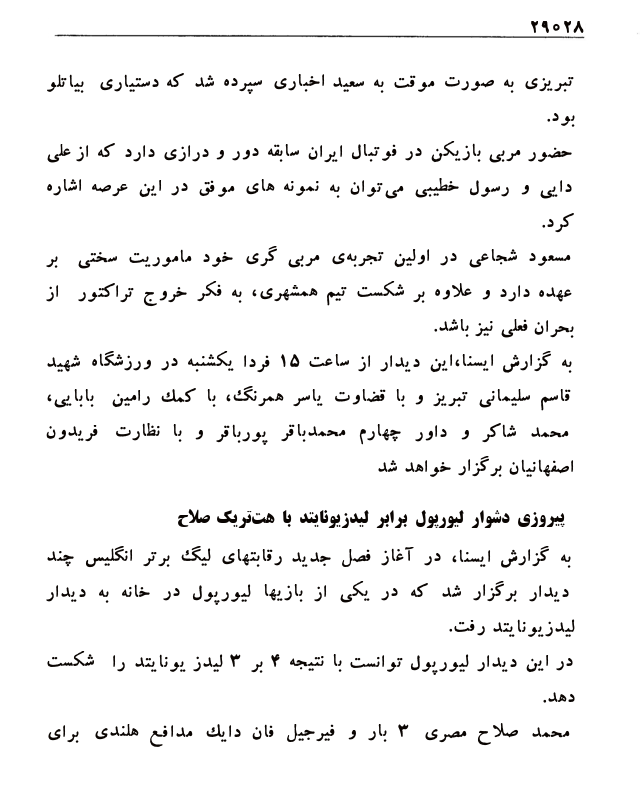 ۲۹۰۲۸
تبریزی به صورت موقت به سعید اخباری سپرده شد که دستیاری بیاتلو
بود.
حضور مربی بازیکن در فوتبال ایران سابقه دور و درازی دارد که از علی
دایی و رسول خطیبی می‌توان به نمونه های موفق در این عرصه اشاره
کرد.
مسعود شجاعی در اولین تجربه‌ی مربی گری خود ماموریت سختی بر
عهده دارد و علاوه بر شکست تیم همشهری، به فکر خروج تراکتور از
بحران فعلی نیز باشد.
به گزارش ایسنا،این دیدار از ساعت ۱۵ فردا یکشنبه در ورزشگاه شهید
قاسم سلیمانی تبریز و با قضاوت یاسر همرنگ، با کمک رامین بابایی،
محمد شاکر و داور چهارم محمدباقر پورباقر و با نظارت فریدون
اصفهانیان برگزار خواهد شد
پیروزی دشوار لیورپول برابر لیدزیونایتد با هت‌تریک صلاح
به گزارش ایسنا، در آغاز فصل جدید رقابتهای لیگ برتر انگلیس چند
دیدار برگزار شد که در یکی از بازیها لیورپول در خانه به دیدار
لیدزیونایتد رفت.
در این دیدار لیورپول توانست با نتیجه ۴ بر ۳ لیدز یونایتد را شکست
دهد.
محمد صلاح مصری ۳ بار و فیرجیل فان دایک مدافع هلندی برای